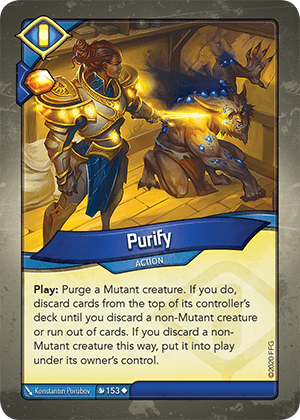 Purify
ACTION
Play: Purge a Mutant creature. If you do,
discard cards from the top of its controller's
deck until you discard a non-Mutant creature
or run out of cards. If you discard a non-
Mutant creature this way, put it into play
under its owner's control.
©2020 FFG
Konstantin Porubov 153